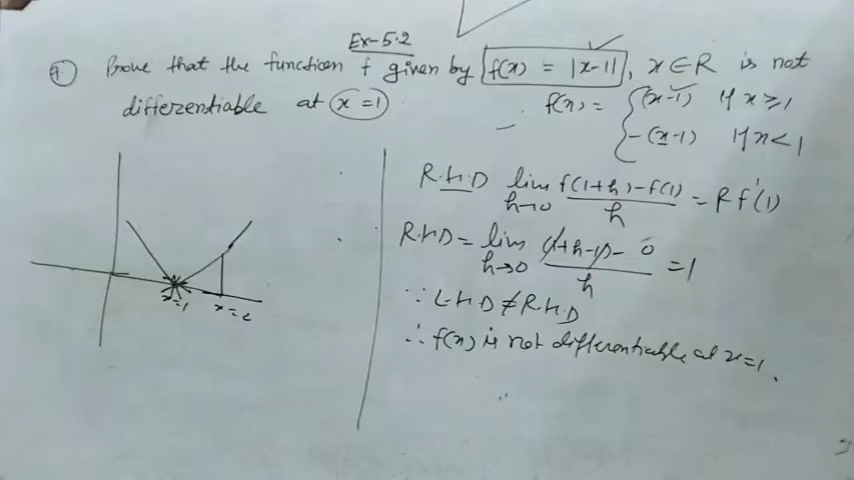 Ex-5.2
9. Prove that the function f given by f(x) = |x-1|, x ∈ R is not
differentiable at x = 1
f(x) = { (x-1) if x ≥ 1
-(x-1) if x < 1
R.H.D lim h→0 f(1+h)-f(1) / h = R f'(1)
RHD = lim h→0 (1+h-1) - 0 / h = 1
∵ L.H.D ≠ R.H.D
∴ f(x) is not differentiable at x=1.
x=1
x=2